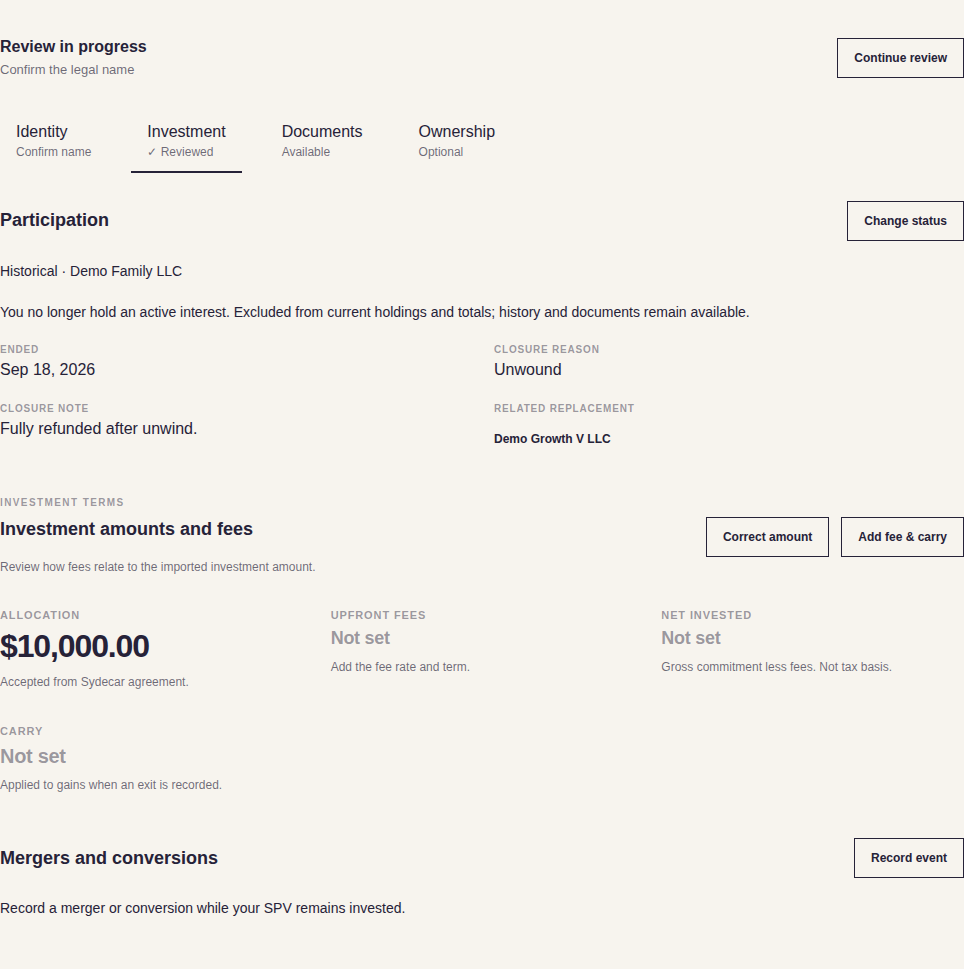 Review in progress
Confirm the legal name
Continue review
Identity
Confirm name
Investment
✓ Reviewed
Documents
Available
Ownership
Optional
Participation
Change status
Historical · Demo Family LLC
You no longer hold an active interest. Excluded from current holdings and totals; history and documents remain available.
ENDED
Sep 18, 2026
CLOSURE REASON
Unwound
CLOSURE NOTE
Fully refunded after unwind.
RELATED REPLACEMENT
Demo Growth V LLC
INVESTMENT TERMS
Investment amounts and fees
Correct amount
Add fee & carry
Review how fees relate to the imported investment amount.
ALLOCATION
$10,000.00
Accepted from Sydecar agreement.
UPFRONT FEES
Not set
Add the fee rate and term.
NET INVESTED
Not set
Gross commitment less fees. Not tax basis.
CARRY
Not set
Applied to gains when an exit is recorded.
Mergers and conversions
Record event
Record a merger or conversion while your SPV remains invested.